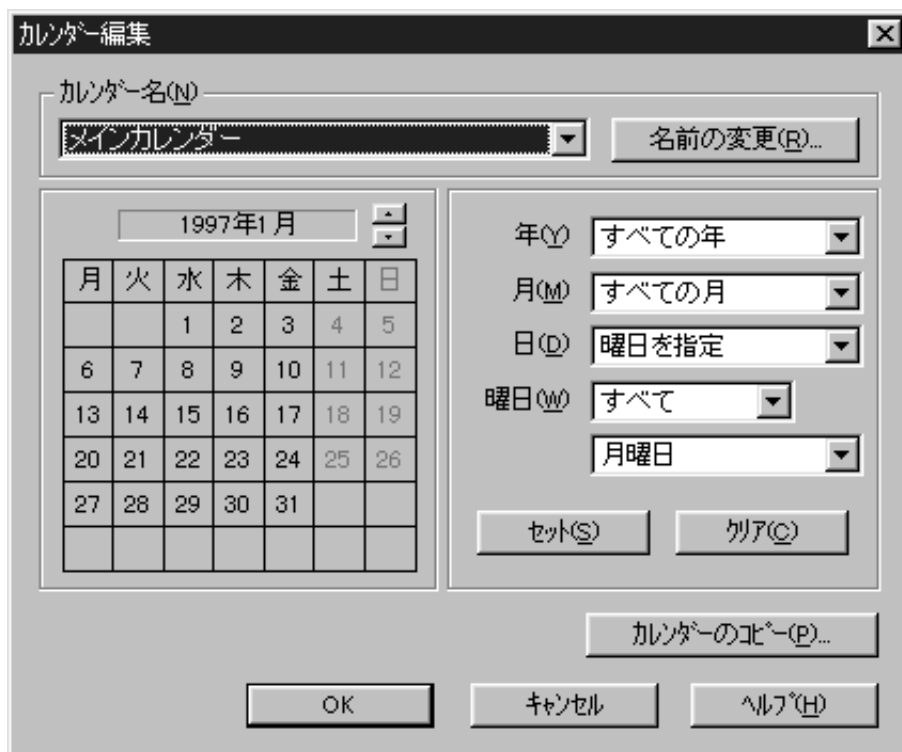 カレンダー編集
カレンダー名(N)
メインカレンダー
名前の変更(R)...
1997年1月
月 火 水 木 金 土 日
1 2 3 4 5
6 7 8 9 10 11 12
13 14 15 16 17 18 19
20 21 22 23 24 25 26
27 28 29 30 31
年(Y) すべての年
月(M) すべての月
日(D) 曜日を指定
曜日(W) すべて
月曜日
セット(S) クリア(C)
カレンダーのコピー(P)...
OK キャンセル ヘルプ(H)